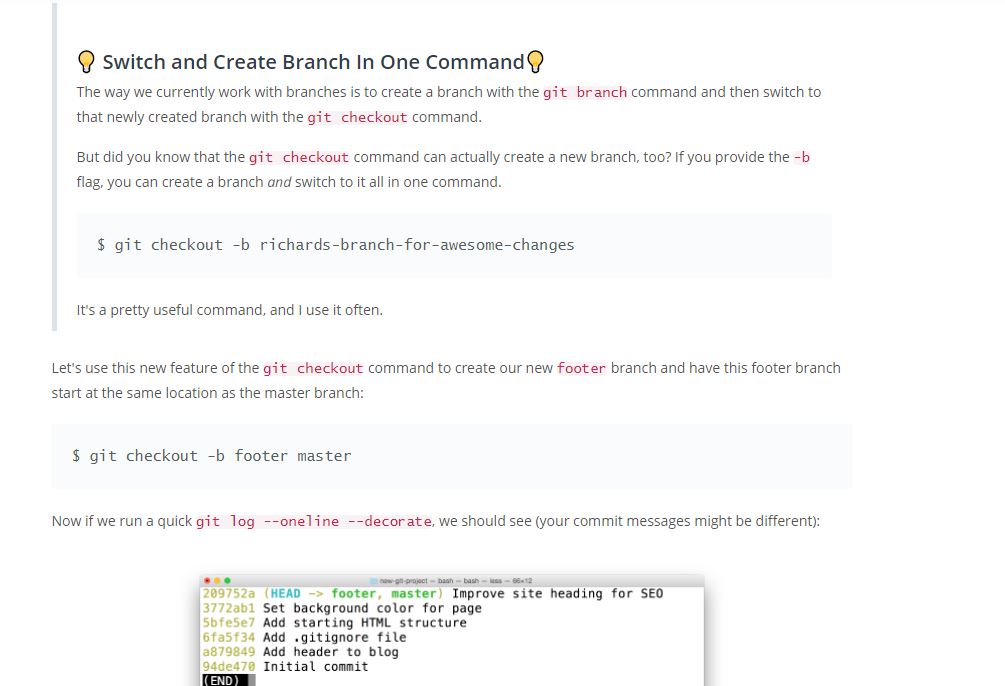 Switch and Create Branch In One Command
The way we currently work with branches is to create a branch with the git branch command and then switch to
that newly created branch with the git checkout command.
But did you know that the git checkout command can actually create a new branch, too? If you provide the -b
flag, you can create a branch and switch to it all in one command.
$ git checkout -b richards-branch-for-awesome-changes
It's a pretty useful command, and I use it often.
Let's use this new feature of the git checkout command to create our new footer branch and have this footer branch
start at the same location as the master branch:
$ git checkout -b footer master
Now if we run a quick git log --oneline --decorate, we should see (your commit messages might be different):
new-git-project — bash — bash — less — 66×12
209752a (HEAD -> footer, master) Improve site heading for SEO
3772ab1 Set background color for page
5bfe5e7 Add starting HTML structure
6fa5f34 Add .gitignore file
a879849 Add header to blog
94de470 Initial commit
(END)